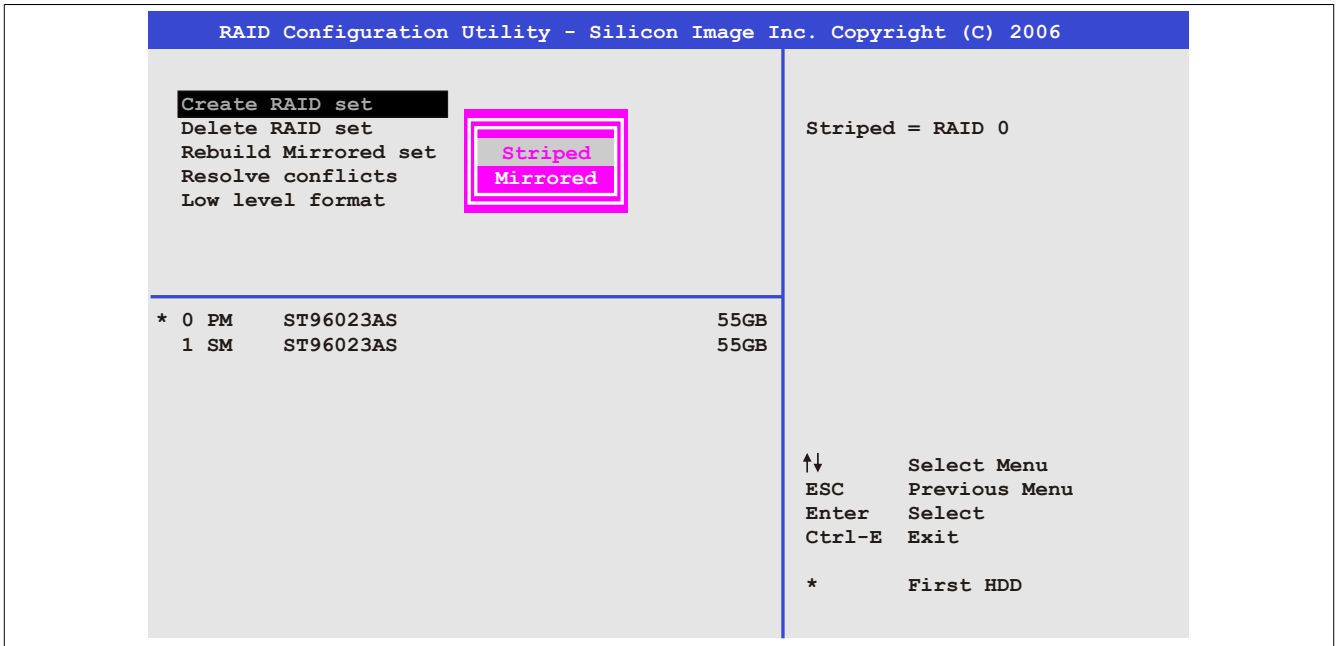 RAID Configuration Utility - Silicon Image Inc. Copyright (C) 2006
Create RAID set
Delete RAID set
Rebuild Mirrored set
Resolve conflicts
Low level format
Striped
Mirrored
Striped = RAID 0
* 0 PM ST96023AS 55GB
1 SM ST96023AS 55GB
↑↓ Select Menu
ESC Previous Menu
Enter Select
Ctrl-E Exit
* First HDD